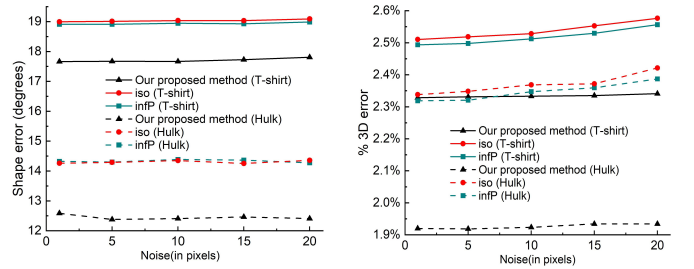 19
18
17
16
15
14
13
12
Shape error (degrees)
Our proposed method (T-shirt)
iso (T-shirt)
infP (T-shirt)
Our proposed method (Hulk)
iso (Hulk)
infP (Hulk)
0 5 10 15 20
Noise(in pixels)
2.6%
2.5%
2.4%
2.3%
2.2%
2.1%
2.0%
1.9%
% 3D error
Our proposed method (T-shirt)
iso (T-shirt)
infP (T-shirt)
Our proposed method (Hulk)
iso (Hulk)
infP (Hulk)
0 5 10 15 20
Noise(in pixels)